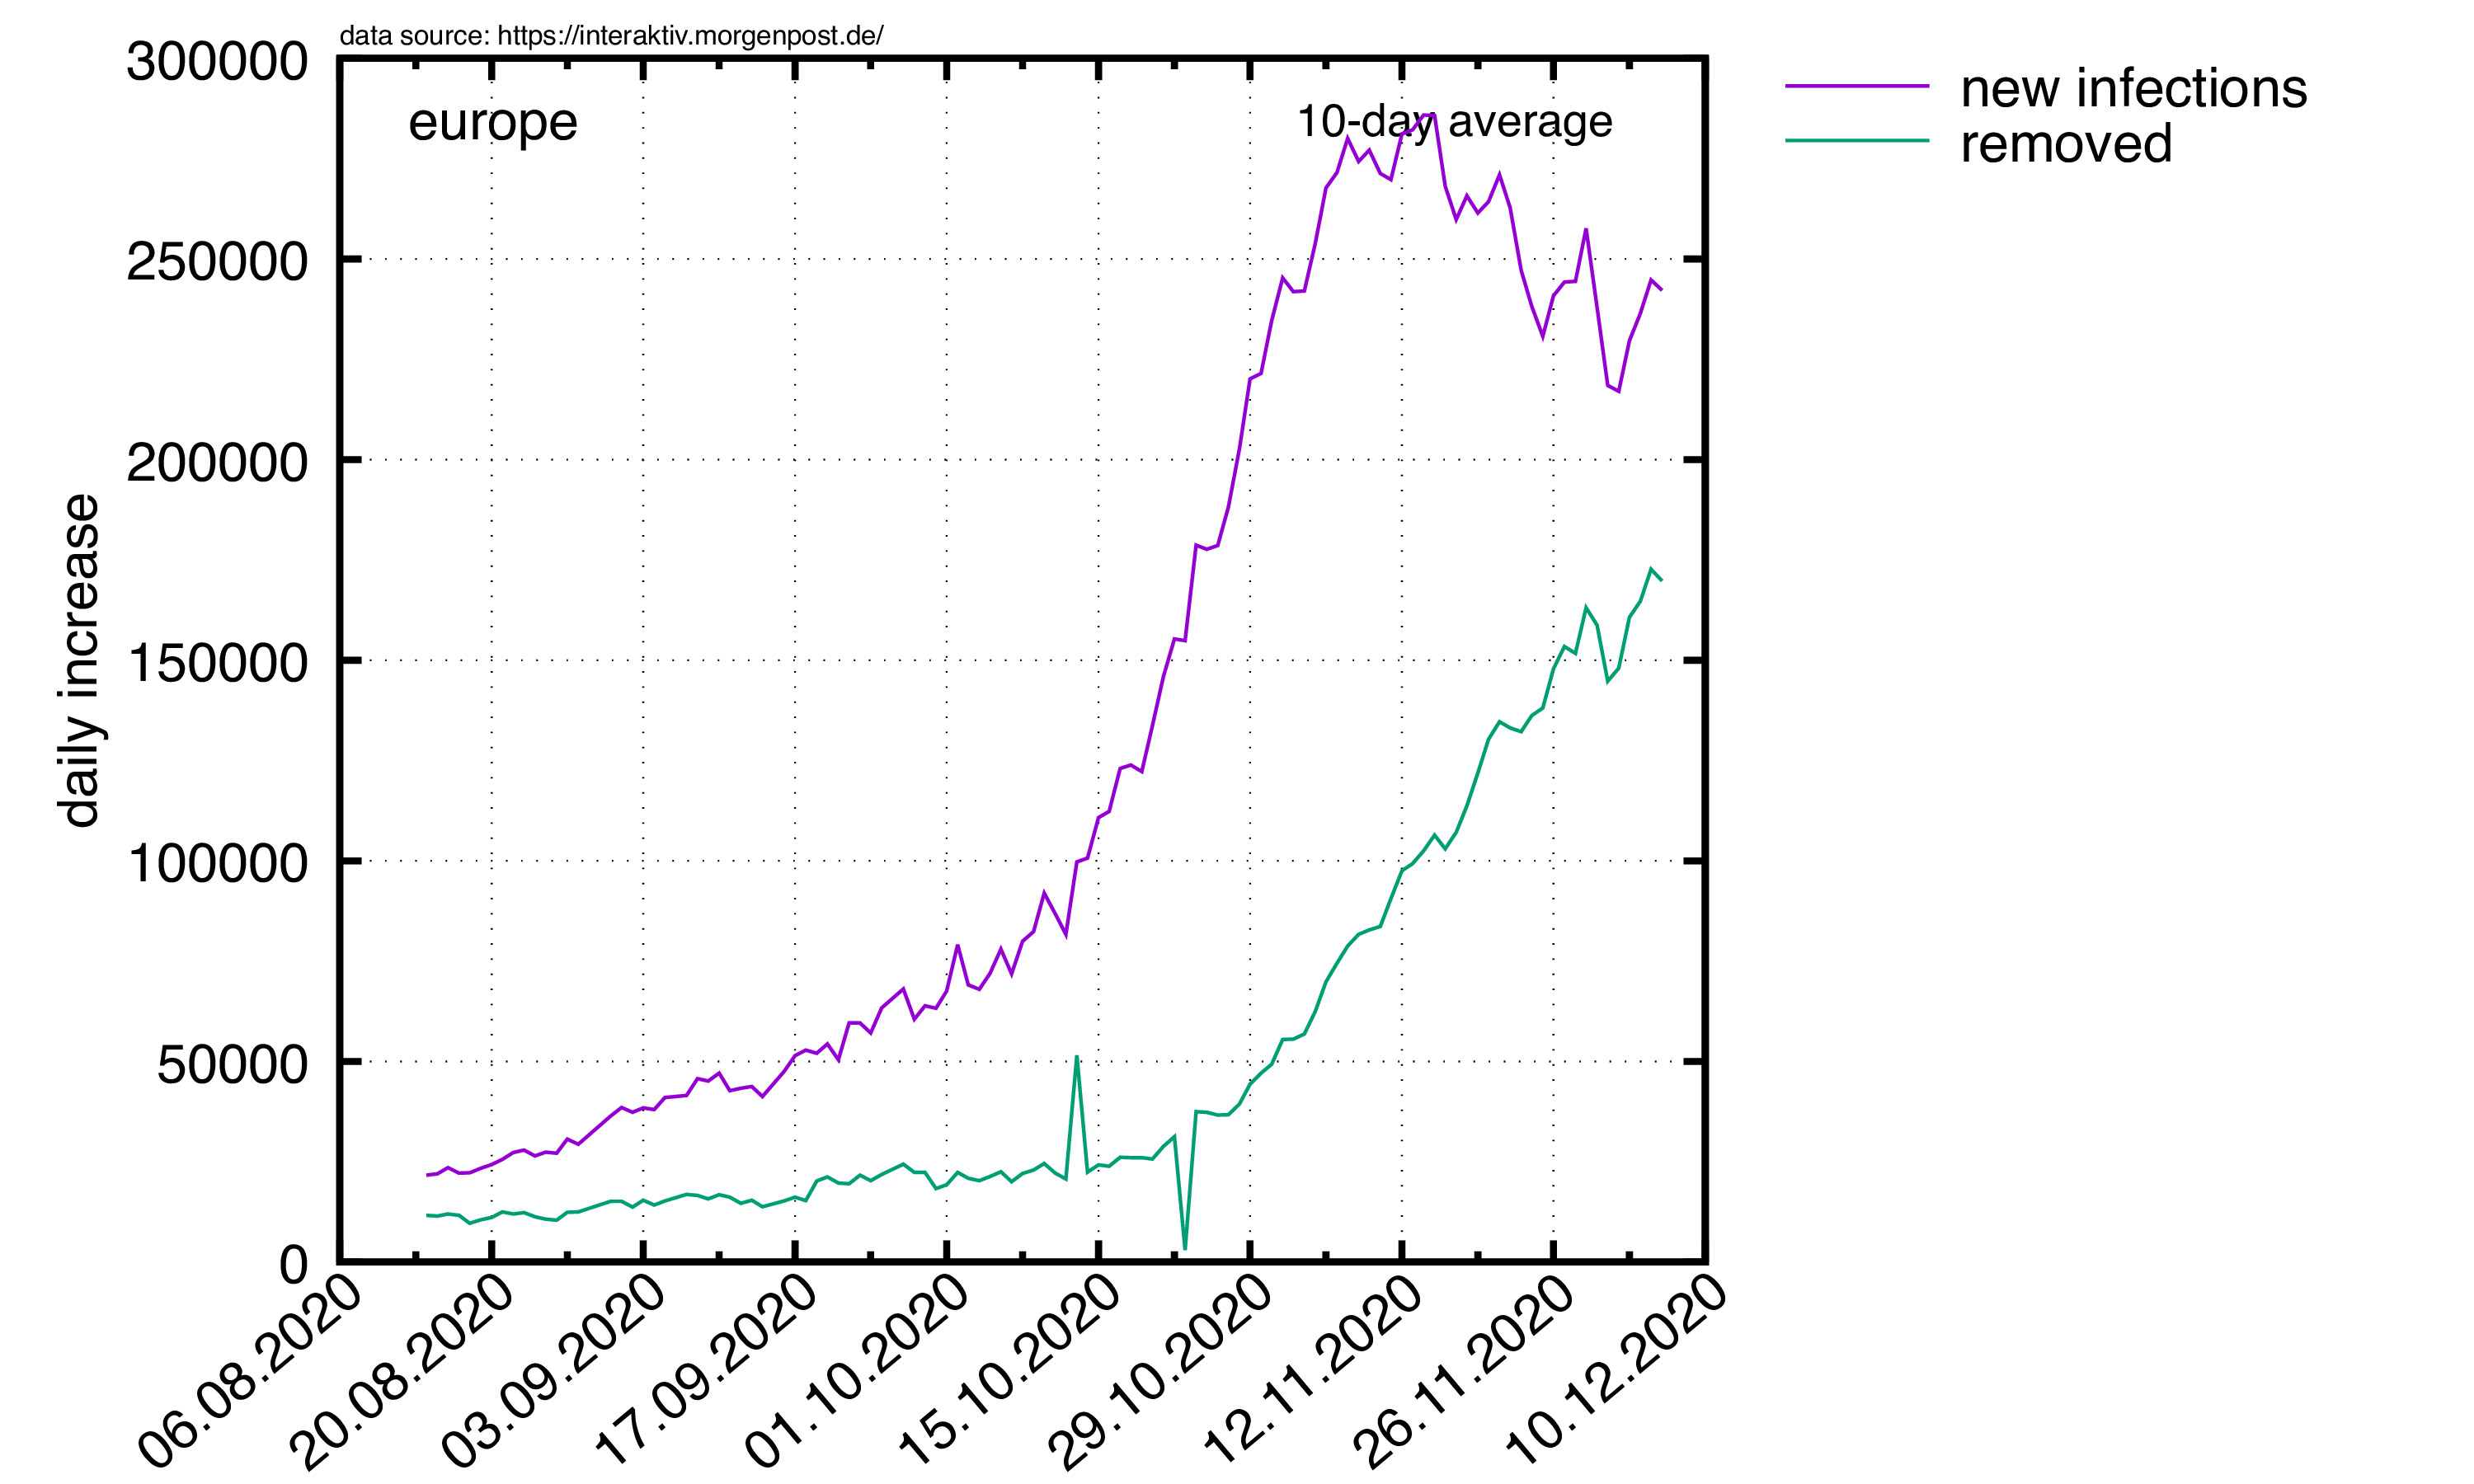 data source: https://interaktiv.morgenpost.de/
europe
10-day average
new infections
removed
daily increase
300000
250000
200000
150000
100000
50000
0
06.08.2020
20.08.2020
03.09.2020
17.09.2020
01.10.2020
15.10.2020
29.10.2020
12.11.2020
26.11.2020
10.12.2020